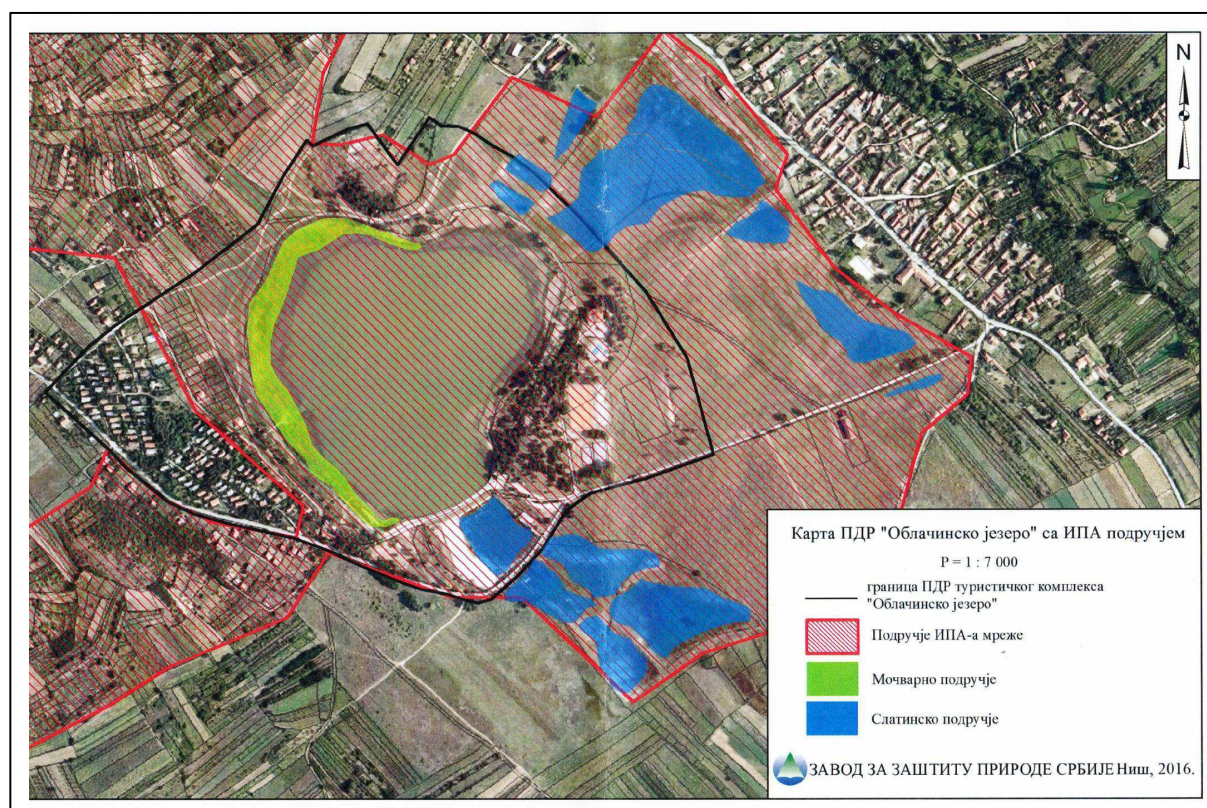 N
Карта ПДР "Облачинско језеро" са ИПА подручјем
Р = 1 : 7 000
граница ПДР туристичког комплекса
"Облачинско језеро"
Подручје ИПА-а мреже
Мочварно подручје
Слатинско подручје
ЗАВОД ЗА ЗАШТИТУ ПРИРОДЕ СРБИЈЕ Ниш, 2016.